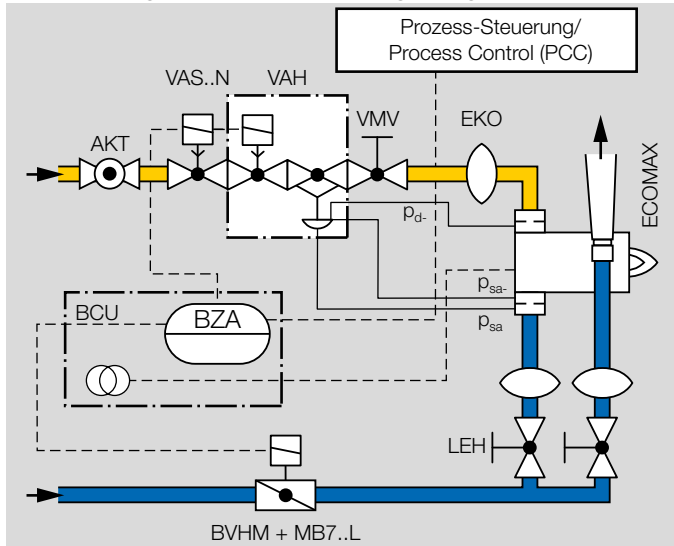 Prozess-Steuerung/
Process Control (PCC)
VAS..N
VAH
VMV
EKO
AKT
ECOMAX
pd-
psa-
psa
BCU
BZA
LEH
BVHM + MB7..L